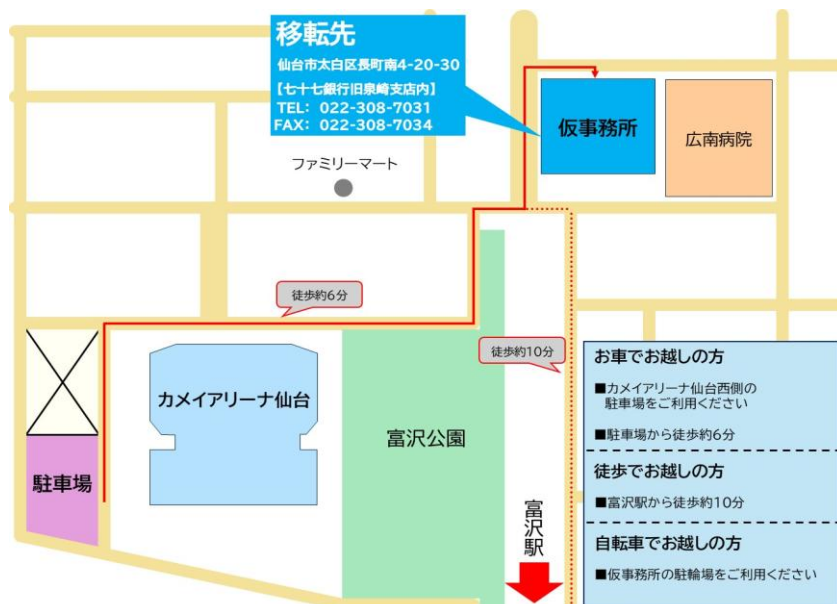 移転先
仙台市太白区長町南4-20-30
【七十七銀行旧泉崎支店内】
TEL: 022-308-7031
FAX: 022-308-7034
仮事務所
広南病院
ファミリーマート
徒歩約6分
徒歩約10分
カメイアリーナ仙台
富沢公園
駐車場
富沢駅
お車でお越しの方
■カメイアリーナ仙台西側の
駐車場をご利用ください
■駐車場から徒歩約6分
徒歩でお越しの方
■富沢駅から徒歩約10分
自転車でお越しの方
■仮事務所の駐輪場をご利用ください